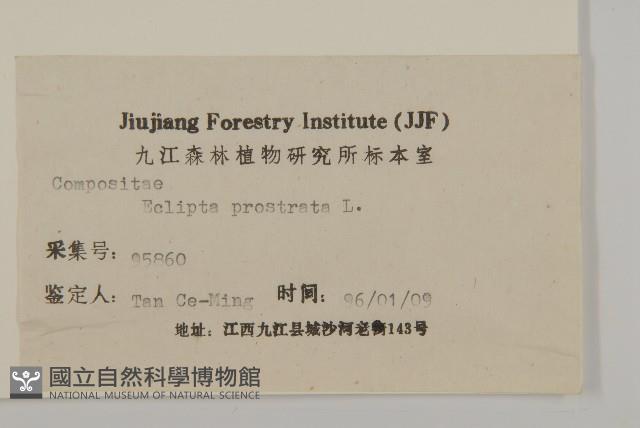 Jiujiang Forestry Institute (JJF)
九江森林植物研究所标本室
Compositae
Eclipta prostrata L.
采集号: 95860
鉴定人: Tan Ce-Ming 时间: 96/01/09
地址: 江西九江县城沙河老街143号
國立自然科學博物館
NATIONAL MUSEUM OF NATURAL SCIENCE